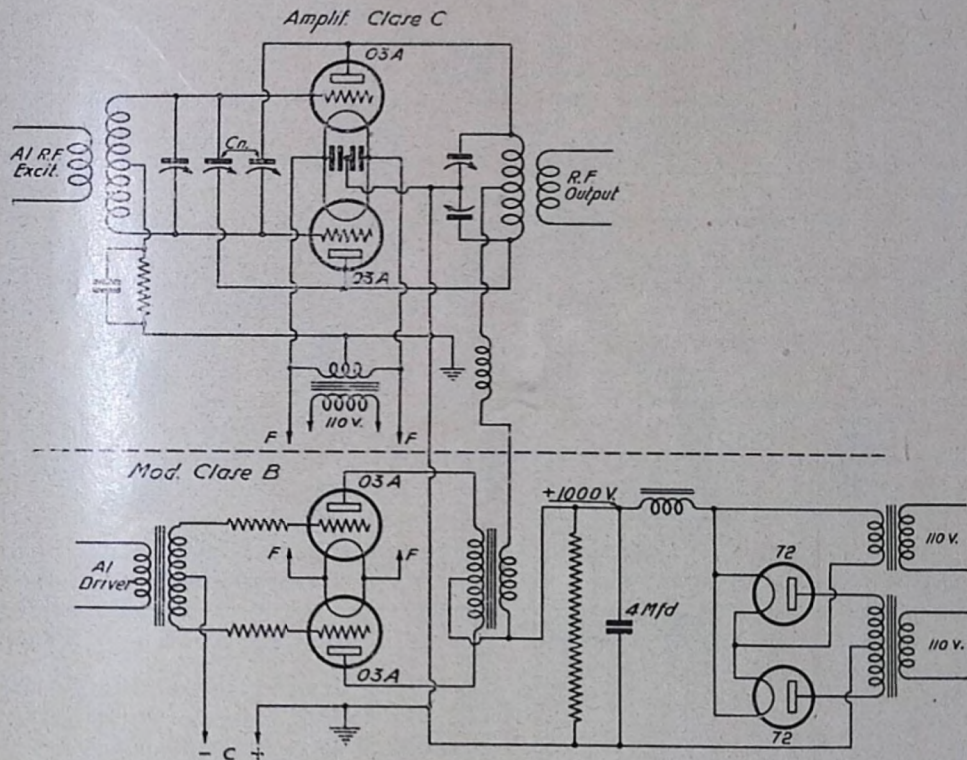 Amplif. Clase C
03A
Cn.
Al R.F.
Excit.
R.F.
Output
03A
F
110 v.
F
Mod. Clase B
03A
+1000 V.
110 V.
F
F
72
Al
Driver
4 Mfd
110 V.
03A
72
- C +